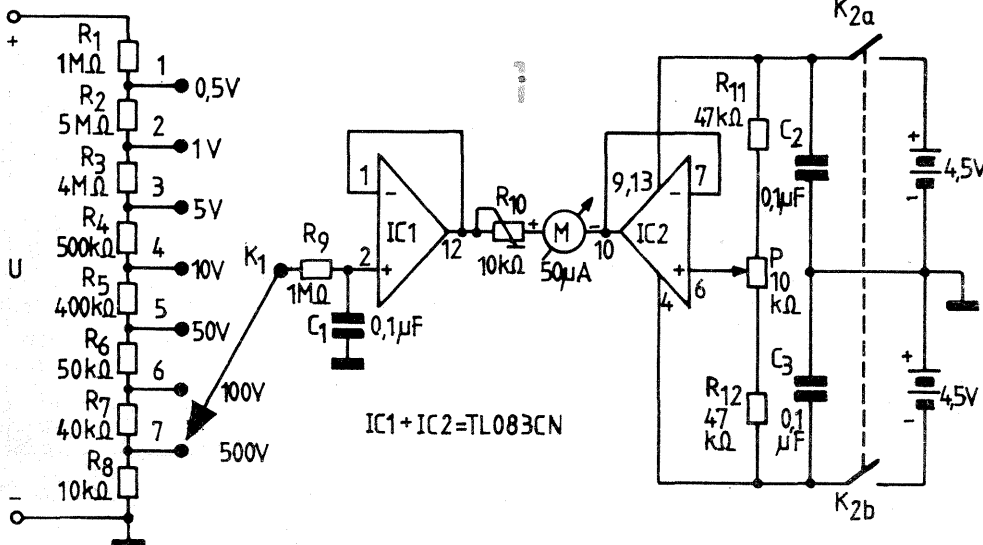 +
U
−
R1
1MΩ
R2
5MΩ
R3
4MΩ
R4
500kΩ
R5
400kΩ
R6
50kΩ
R7
40kΩ
R8
10kΩ
1
0,5V
2
1V
3
5V
4
10V
5
50V
6
100V
7
500V
K1
R9
1MΩ
C1
0,1µF
1
−
IC1
2
+
12
R10
10kΩ
+
M
−
50µA
10
9,13
7
−
IC2
+
6
4
IC1+IC2=TL083CN
R11
47kΩ
P
10
kΩ
R12
47
kΩ
C2
0,1µF
C3
0,1
µF
K2a
K2b
+
4,5V
−
+
4,5V
−